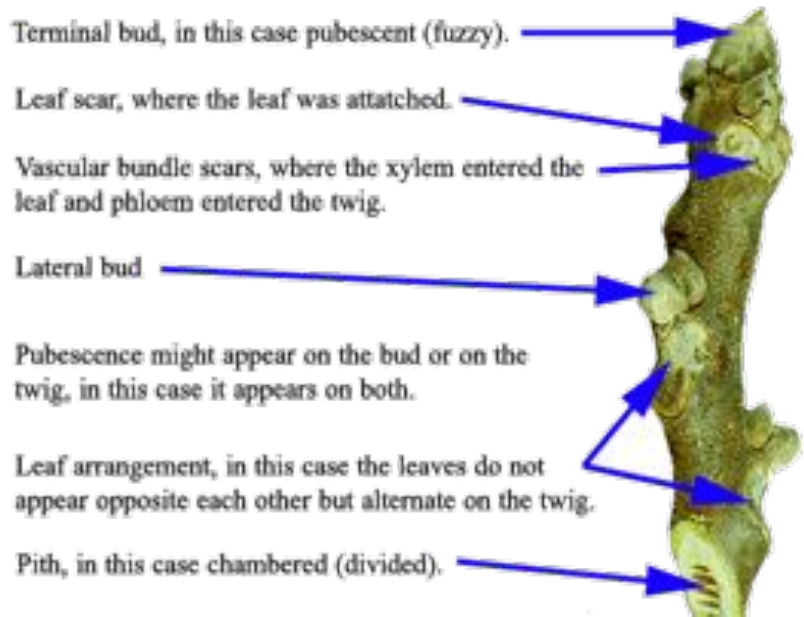 Terminal bud, in this case pubescent (fuzzy).
Leaf scar, where the leaf was attatched.
Vascular bundle scars, where the xylem entered the
leaf and phloem entered the twig.
Lateral bud
Pubescence might appear on the bud or on the
twig, in this case it appears on both.
Leaf arrangement, in this case the leaves do not
appear opposite each other but alternate on the twig.
Pith, in this case chambered (divided).